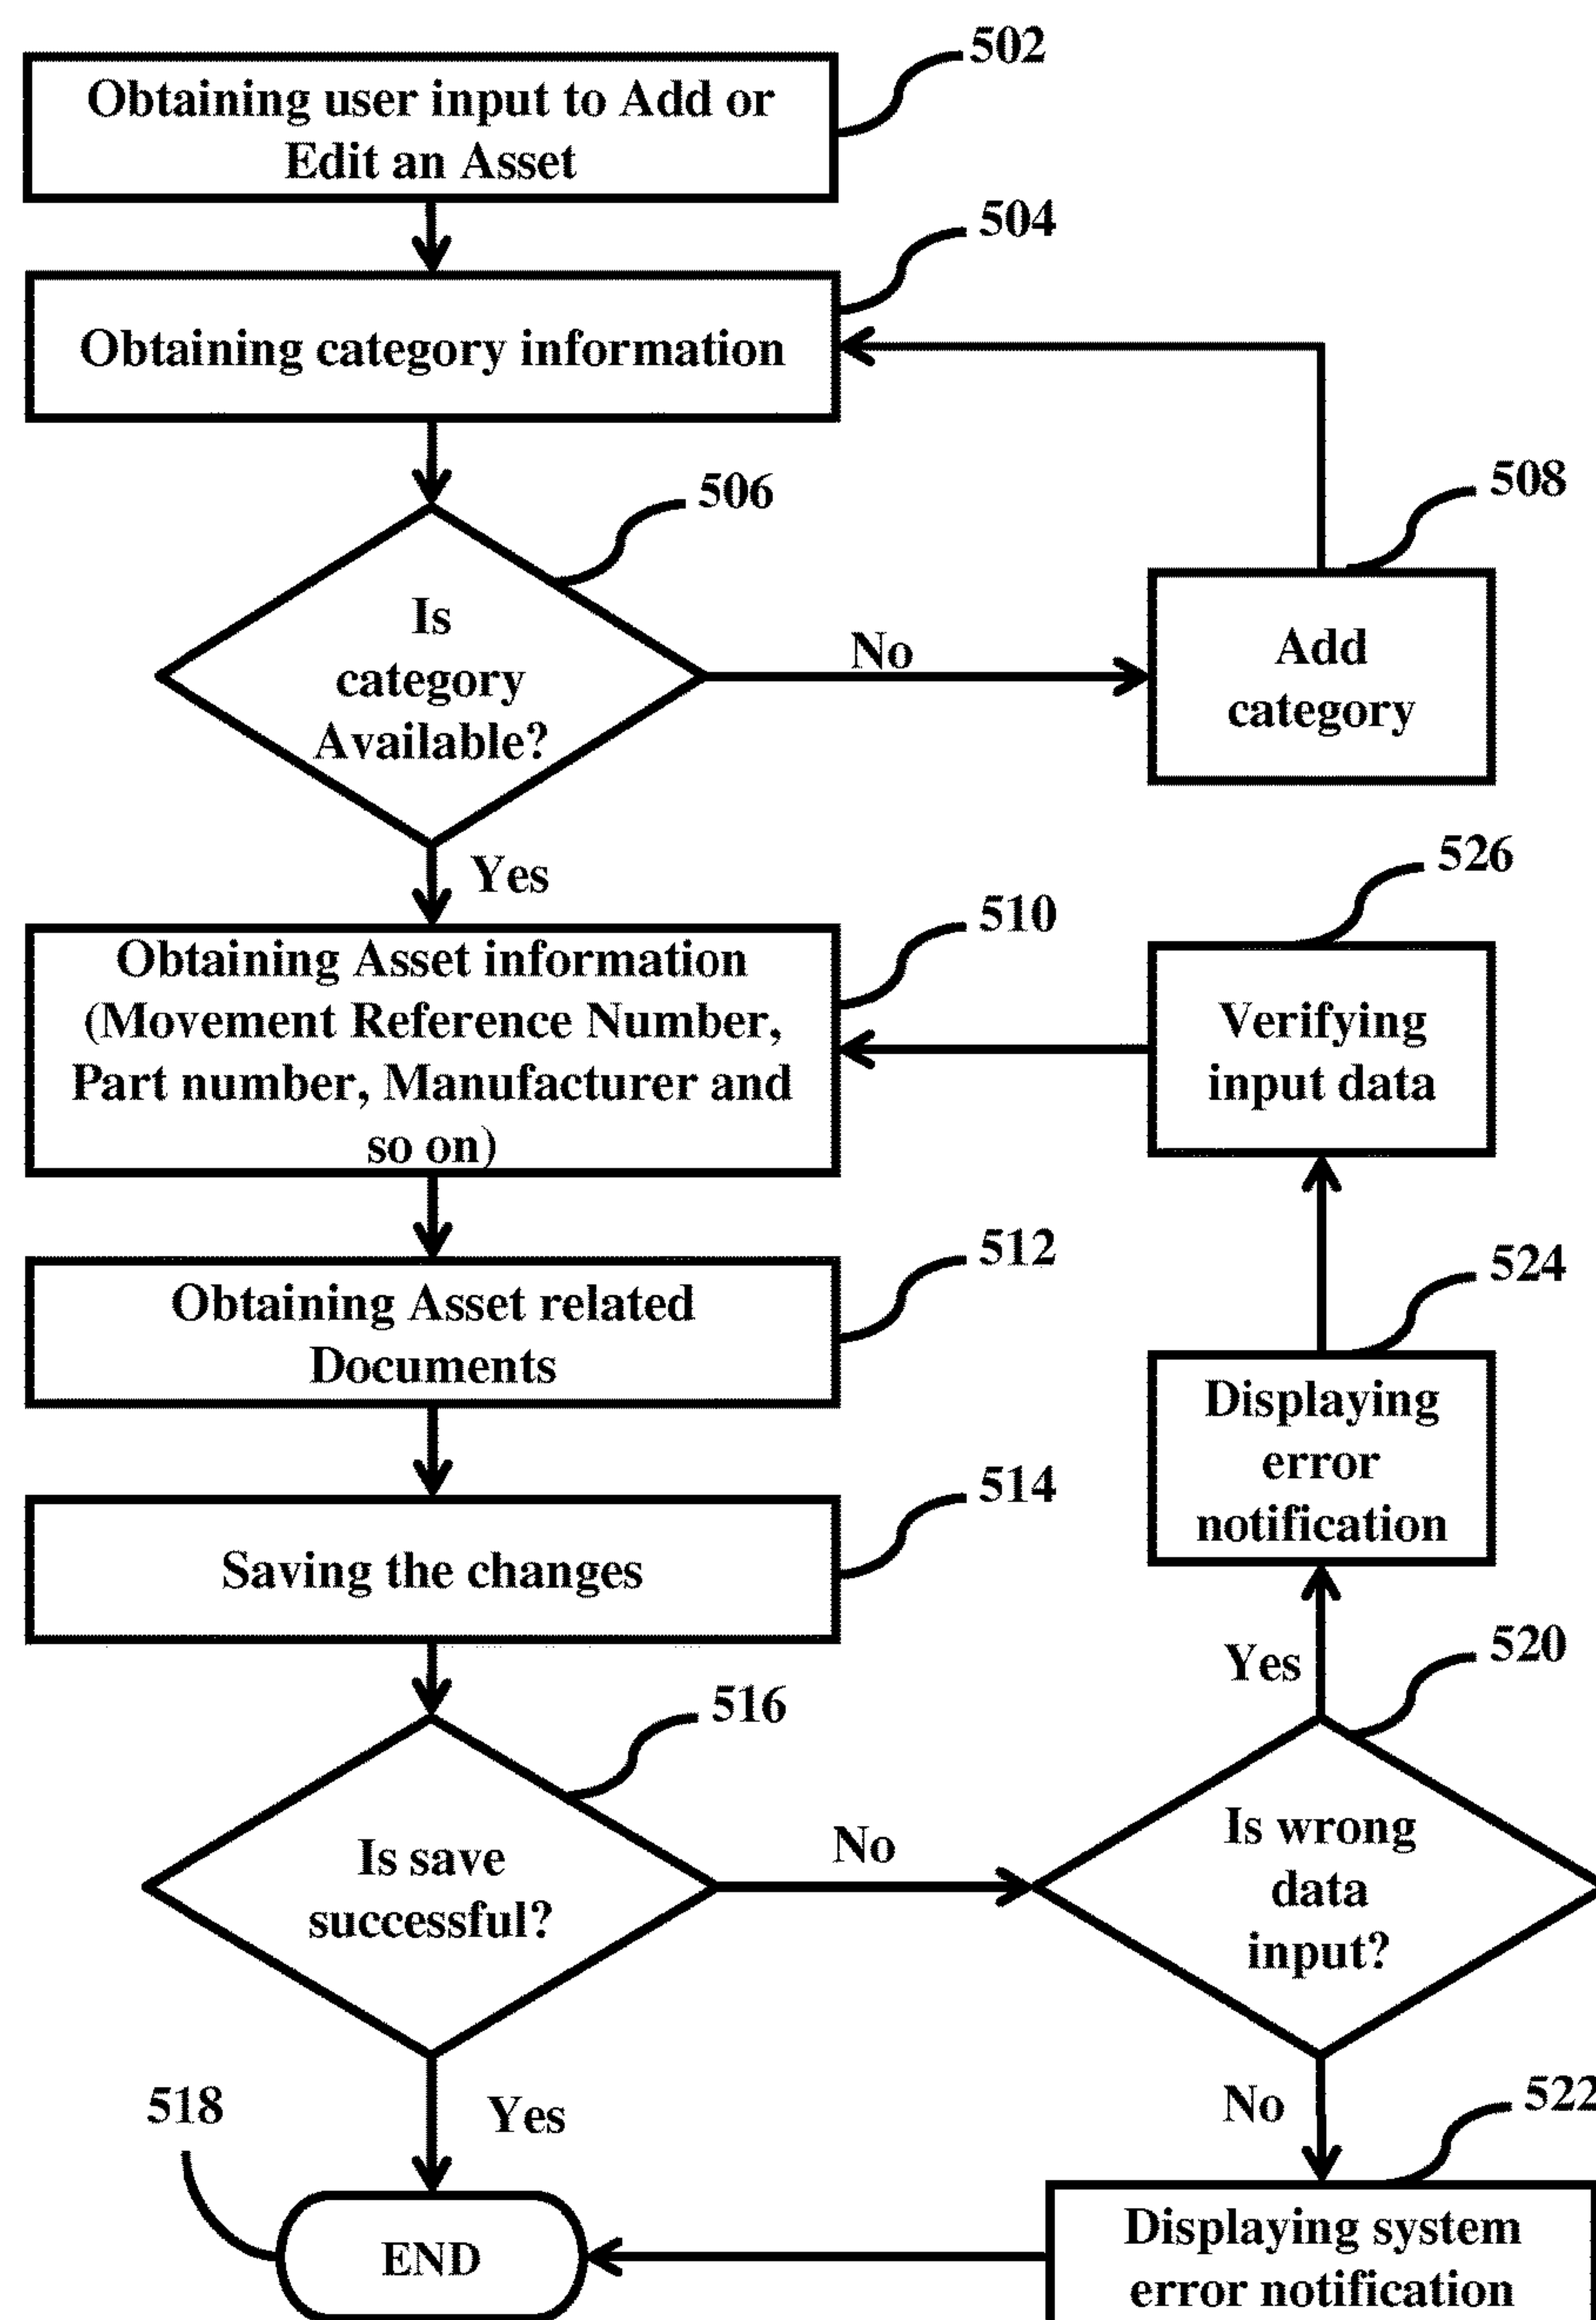 502
Obtaining user input to Add or
Edit an Asset
504
Obtaining category information
506
508
Is
category
Available?
No
Add
category
Yes
526
510
Obtaining Asset information
(Movement Reference Number,
Part number, Manufacturer and
so on)
Verifying
input data
512
Obtaining Asset related
Documents
524
Displaying
error
notification
514
Saving the changes
Yes
520
516
Is save
successful?
No
Is wrong
data
input?
518
Yes
No
522
END
Displaying system
error notification